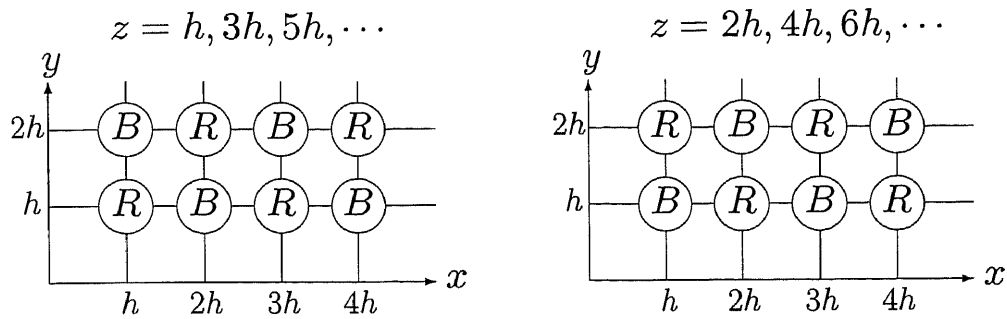 z = h, 3h, 5h, ···
y
2h B R B R
h R B R B
x
h 2h 3h 4h
z = 2h, 4h, 6h, ···
y
2h R B R B
h B R B R
x
h 2h 3h 4h